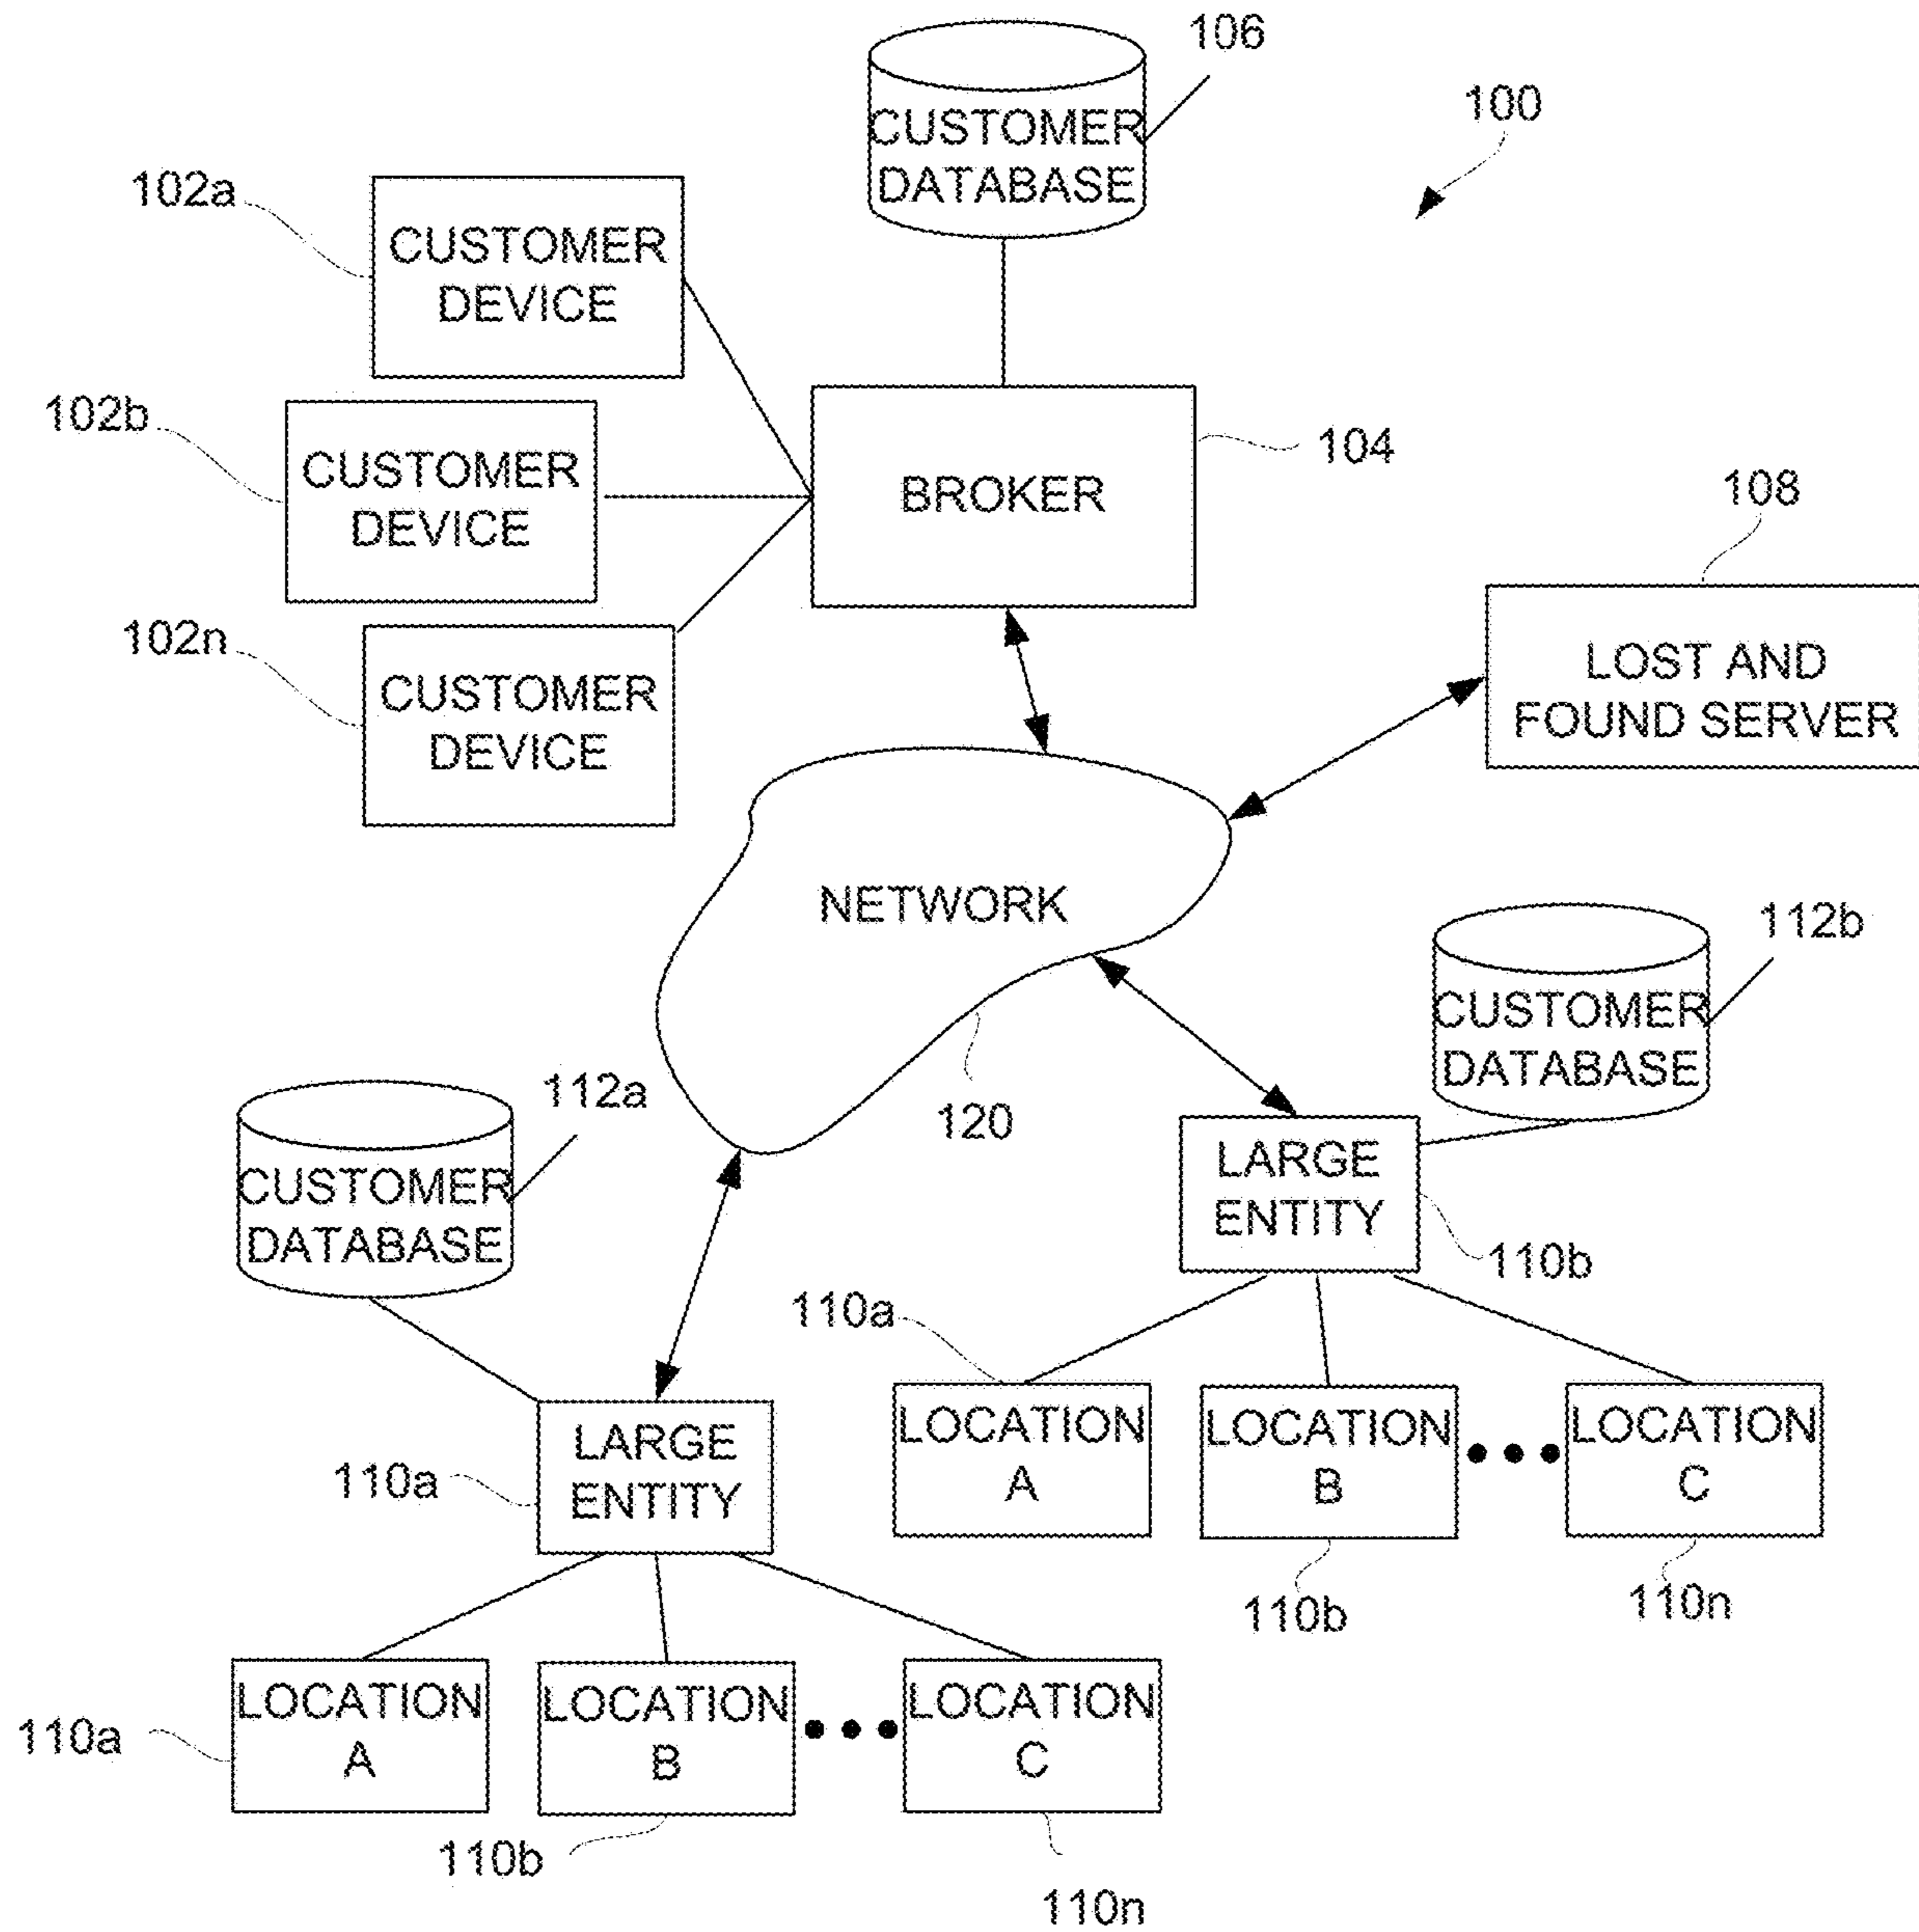 106
CUSTOMER
DATABASE
100
102a
CUSTOMER
DEVICE
102b
CUSTOMER
DEVICE
104
BROKER
108
102n
CUSTOMER
DEVICE
LOST AND
FOUND SERVER
NETWORK
112b
CUSTOMER
DATABASE
112a
120
CUSTOMER
DATABASE
LARGE
ENTITY
110b
110a
LOCATION
A
LOCATION
B
LOCATION
C
110a
LARGE
ENTITY
110b
110n
LOCATION
A
LOCATION
B
LOCATION
C
110a
110b
110n